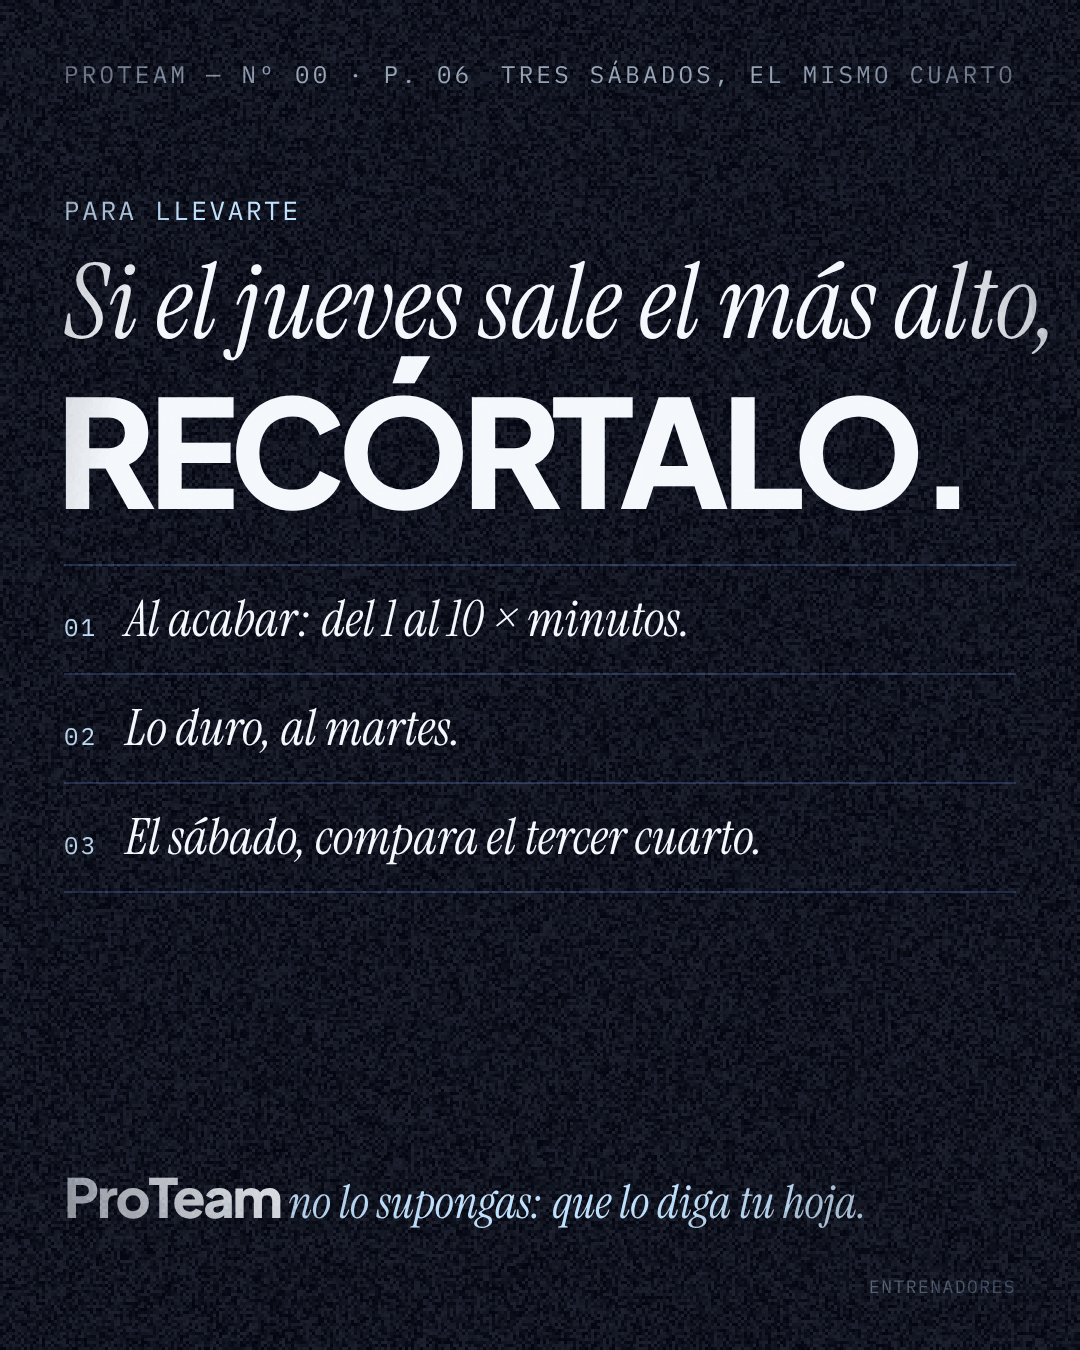 PROTEAM — Nº 00 · P. 06 TRES SÁBADOS, EL MISMO CUARTO
PARA LLEVARTE
Si el jueves sale el más alto,
RECÓRTALO.
01 Al acabar: del 1 al 10 × minutos.
02 Lo duro, al martes.
03 El sábado, compara el tercer cuarto.
ProTeam no lo supongas: que lo diga tu hoja.
ENTRENADORES